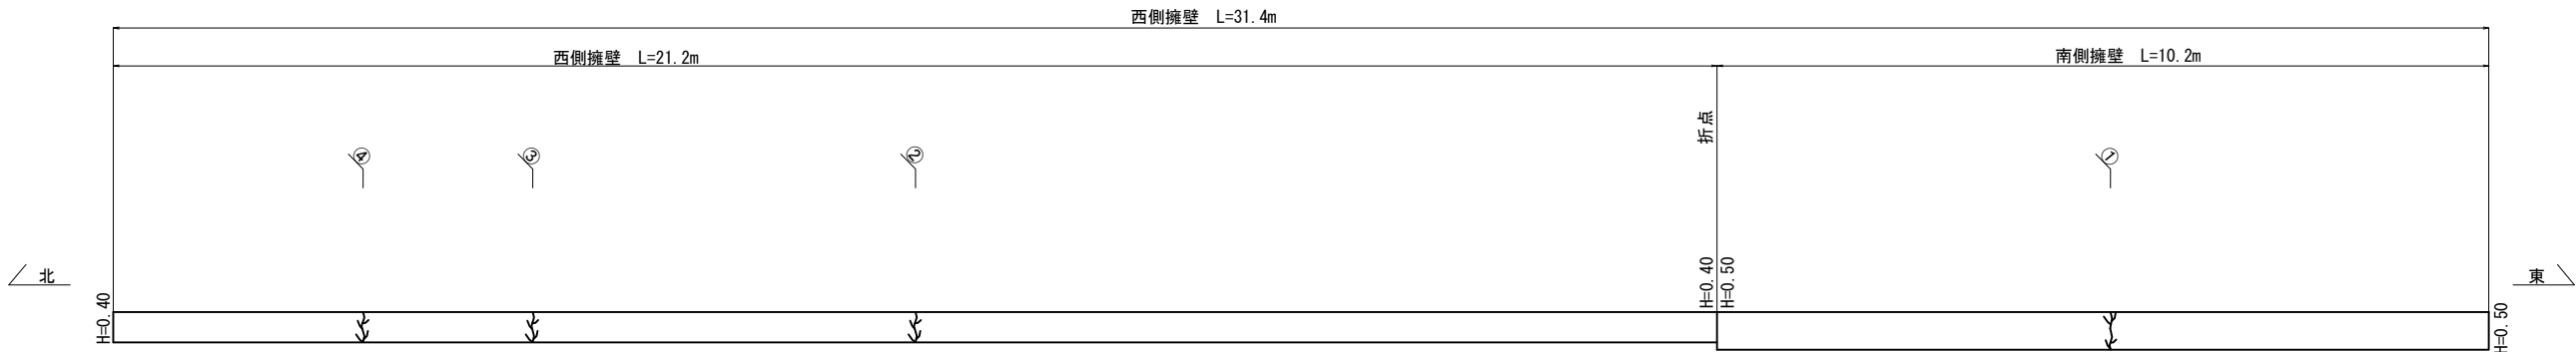 西側擁壁　L=31.4m
西側擁壁　L=21.2m
南側擁壁　L=10.2m
折点
④
③
②
①
北
東
H=0.40
H=0.40
H=0.50
H=0.50